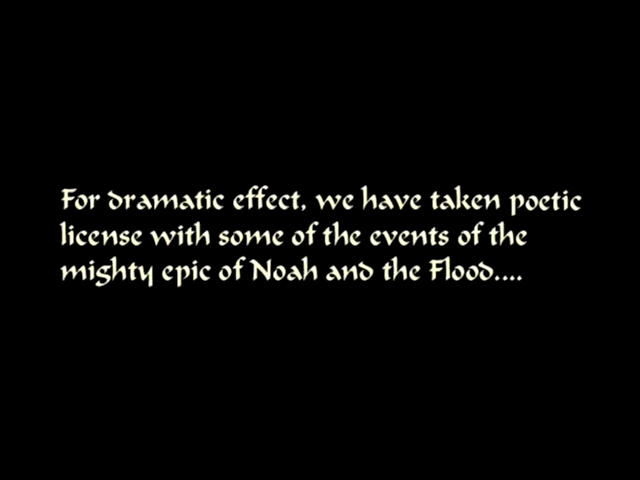 For dramatic effect, we have taken poetic
license with some of the events of the
mighty epic of Noah and the Flood....